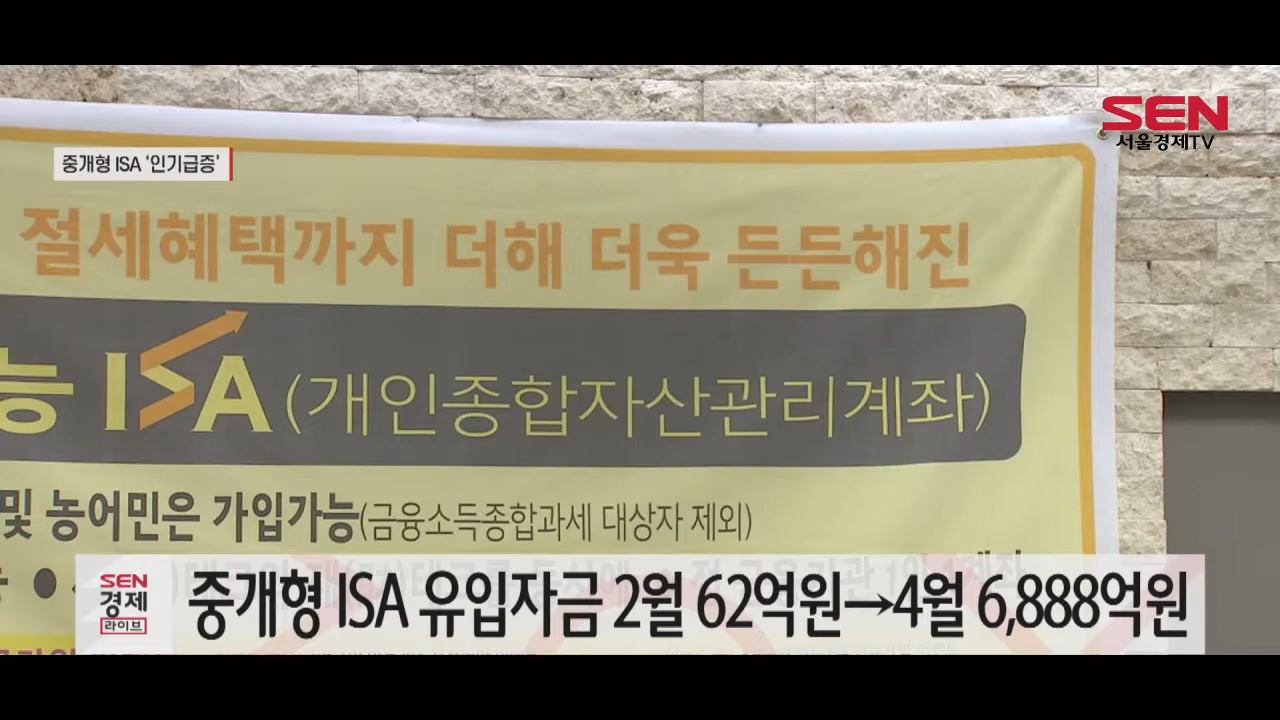 SEN
서울경제TV
중개형 ISA ‘인기급증’
절세혜택까지 더해 더욱 든든해진
능 ISA (개인종합자산관리계좌)
및 농어민은 가입가능(금융소득종합과세 대상자 제외)
SEN
경제
라이브
중개형 ISA 유입자금 2월 62억원→4월 6,888억원